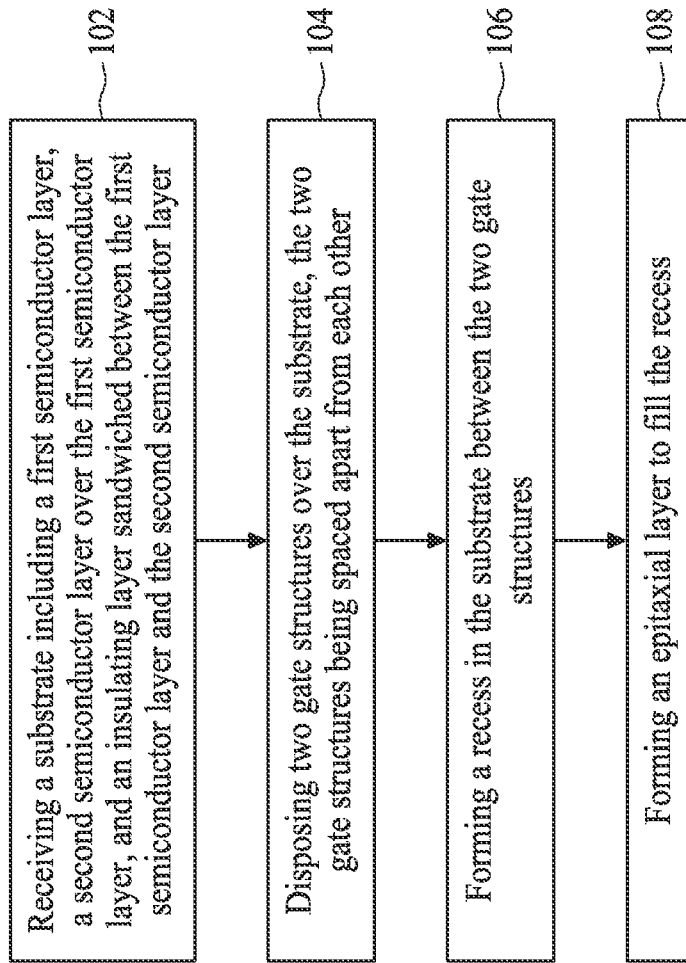 Receiving a substrate including a first semiconductor layer,
a second semiconductor layer over the first semiconductor
layer, and an insulating layer sandwiched between the first
semiconductor layer and the second semiconductor layer
102
Disposing two gate structures over the substrate, the two
gate structures being spaced apart from each other
104
Forming a recess in the substrate between the two gate
structures
106
Forming an epitaxial layer to fill the recess
108